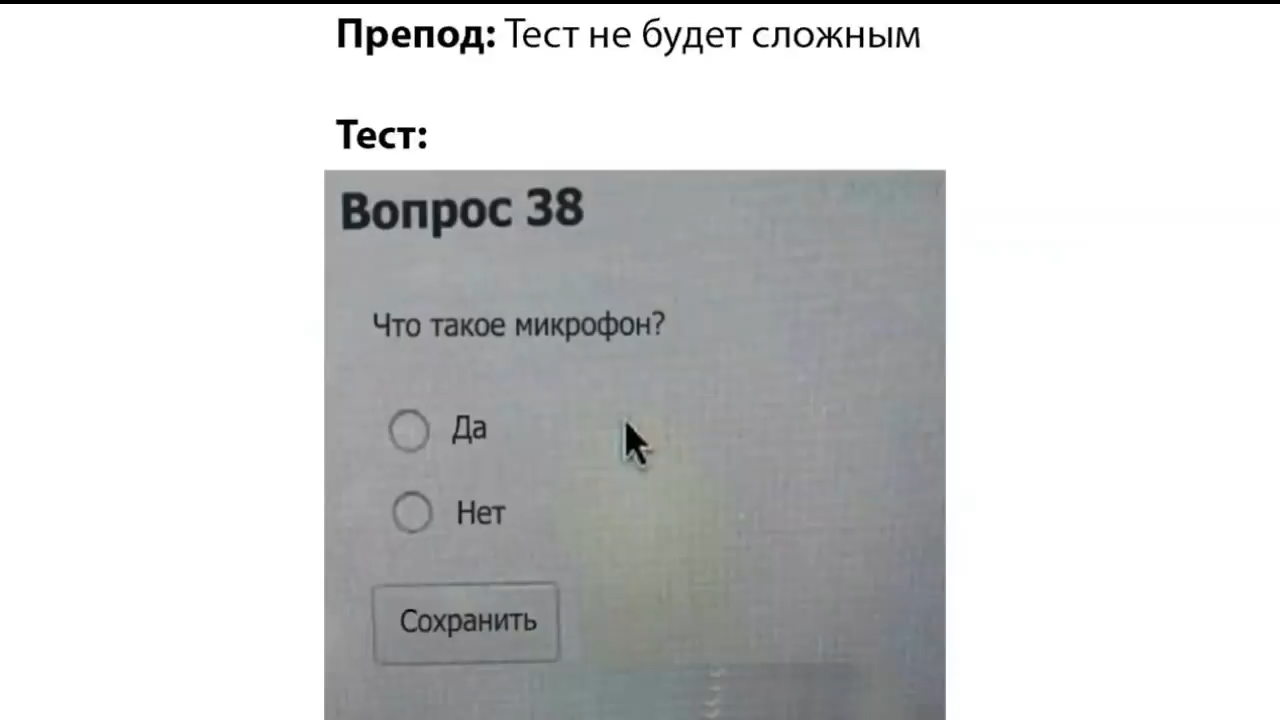 Препод: Тест не будет сложным
Тест:
Вопрос 38
Что такое микрофон?
Да
Нет
Сохранить